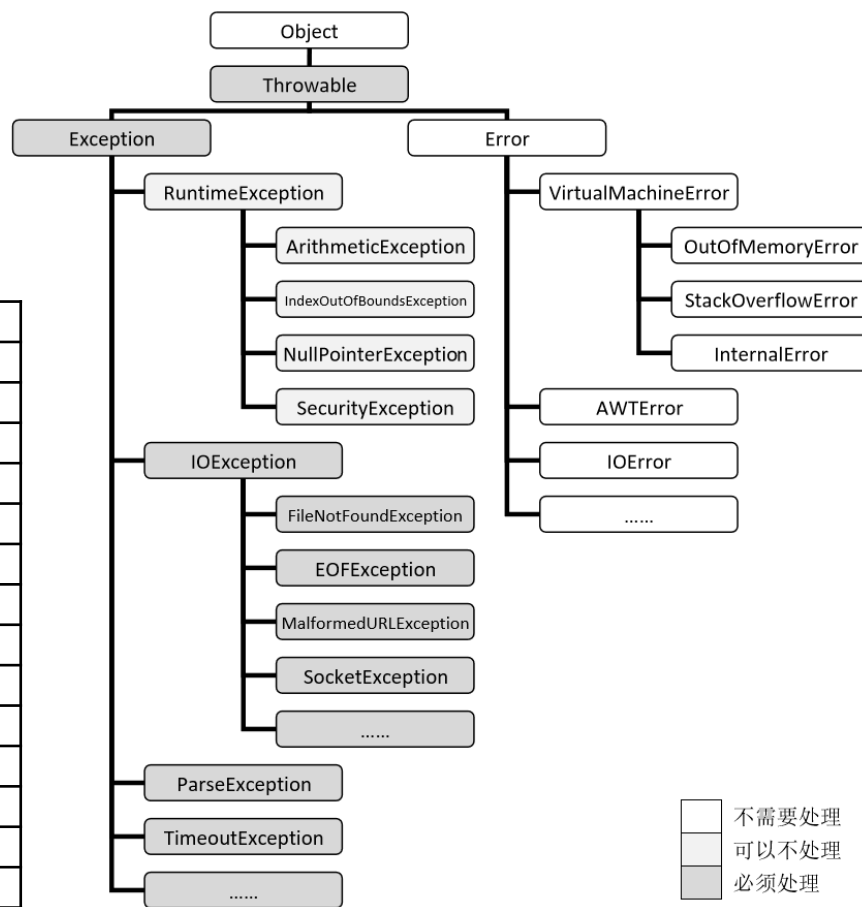 Object
Throwable
Exception
Error
RuntimeException
VirtualMachineError
ArithmeticException
OutOfMemoryError
IndexOutOfBoundsException
StackOverflowError
NullPointerException
InternalError
SecurityException
AWTError
IOException
IOError
FileNotFoundException
……
EOFException
MalformedURLException
SocketException
……
ParseException
TimeoutException
……
不需要处理
可以不处理
必须处理